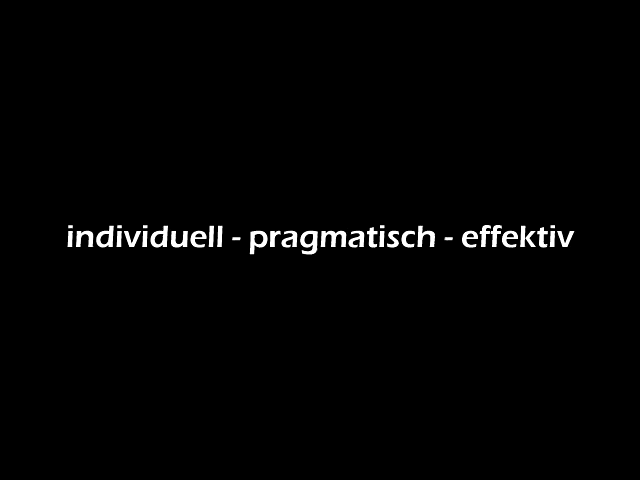 individuell - pragmatisch - effektiv